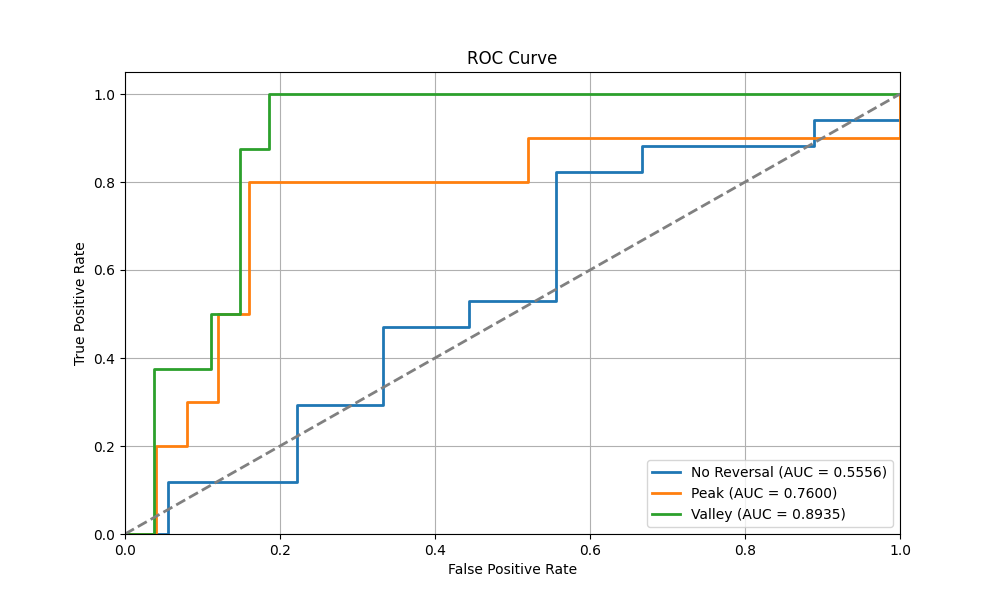 ROC Curve
True Positive Rate
1.0
0.8
0.6
0.4
0.2
0.0
No Reversal (AUC = 0.5556)
Peak (AUC = 0.7600)
Valley (AUC = 0.8935)
0.0 0.2 0.4 0.6 0.8 1.0
False Positive Rate